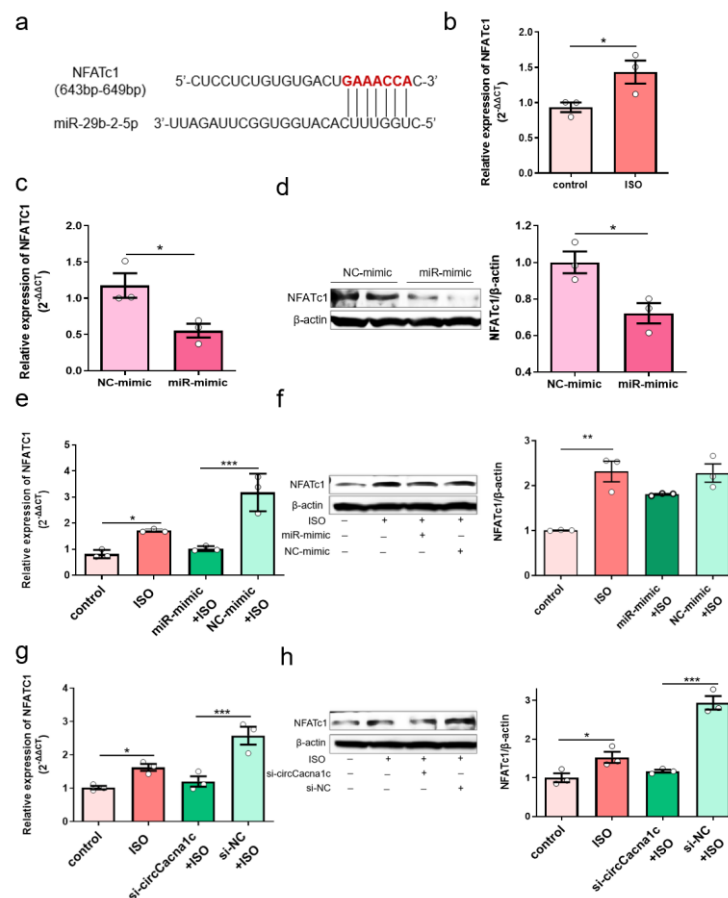 a
NFATc1
(643bp-649bp)
5'-CUCCUCUGUGUGACUGAAACCAC-3'
miR-29b-2-5p
3'-UUAGAUUCGGUGGUACACUUUGGUC-5'
b
Relative expression of NFATC1
(2-ΔΔCT)
1.5
1.0
0.5
0.0
*
control
ISO
c
Relative expression of NFATC1
(2-ΔΔCT)
2.0
1.5
1.0
0.5
0.0
*
NC-mimic
miR-mimic
d
NC-mimic
miR-mimic
NFATc1
β-actin
NFATc1/β-actin
1.2
1.0
0.8
0.6
0.4
*
NC-mimic
miR-mimic
e
Relative expression of NFATC1
(2-ΔΔCT)
5
4
3
2
1
0
*
***
control
ISO
miR-mimic
+ISO
NC-mimic
+ISO
f
NFATc1
β-actin
ISO – + + +
miR-mimic – – + –
NC-mimic – – – +
NFATc1/β-actin
3
2
1
0
**
control
ISO
miR-mimic
+ISO
NC-mimic
+ISO
g
Relative expression of NFATC1
(2-ΔΔCT)
4
3
2
1
0
*
***
control
ISO
si-circCacna1c
+ISO
si-NC
+ISO
h
NFATc1
β-actin
ISO – + + +
si-circCacna1c – – + –
si-NC – – – +
NFATc1/β-actin
4
3
2
1
0
*
***
control
ISO
si-circCacna1c
+ISO
si-NC
+ISO